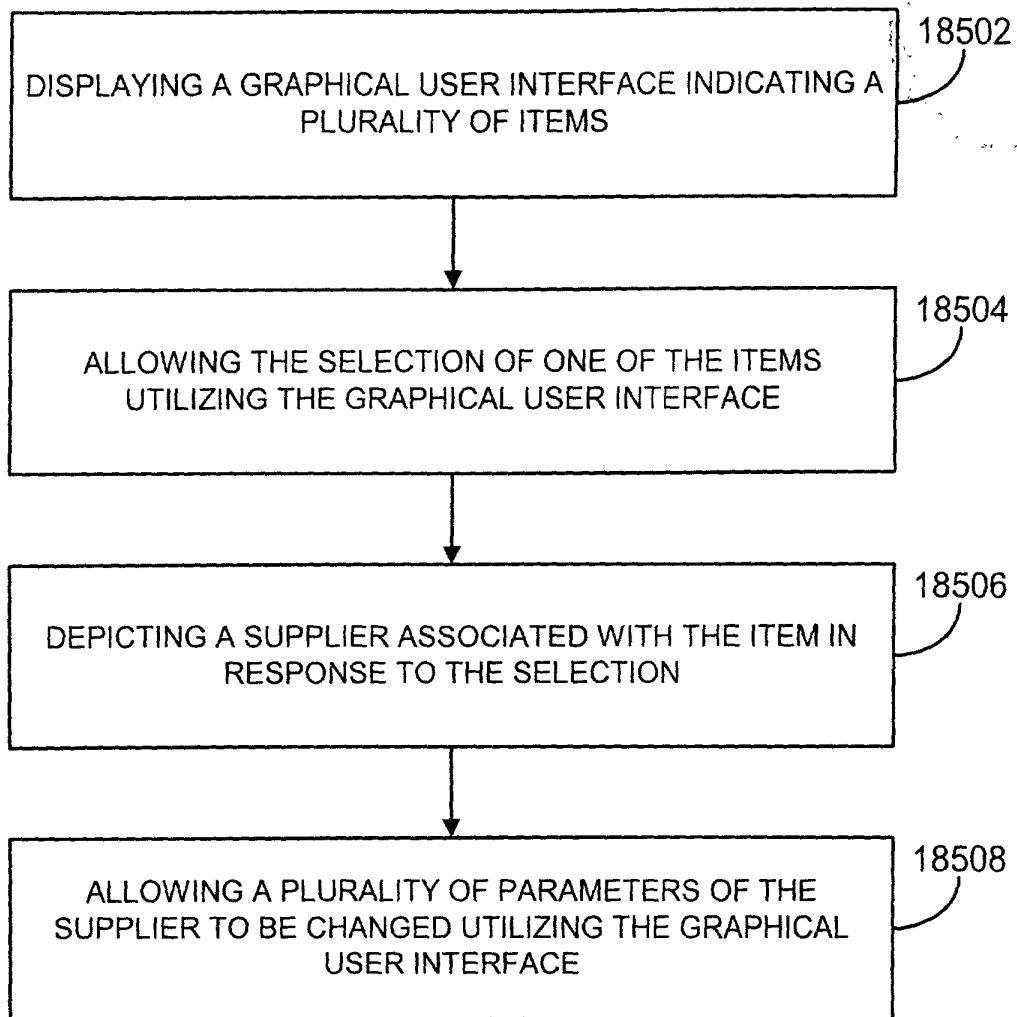 18502
DISPLAYING A GRAPHICAL USER INTERFACE INDICATING A
PLURALITY OF ITEMS
18504
ALLOWING THE SELECTION OF ONE OF THE ITEMS
UTILIZING THE GRAPHICAL USER INTERFACE
18506
DEPICTING A SUPPLIER ASSOCIATED WITH THE ITEM IN
RESPONSE TO THE SELECTION
18508
ALLOWING A PLURALITY OF PARAMETERS OF THE
SUPPLIER TO BE CHANGED UTILIZING THE GRAPHICAL
USER INTERFACE